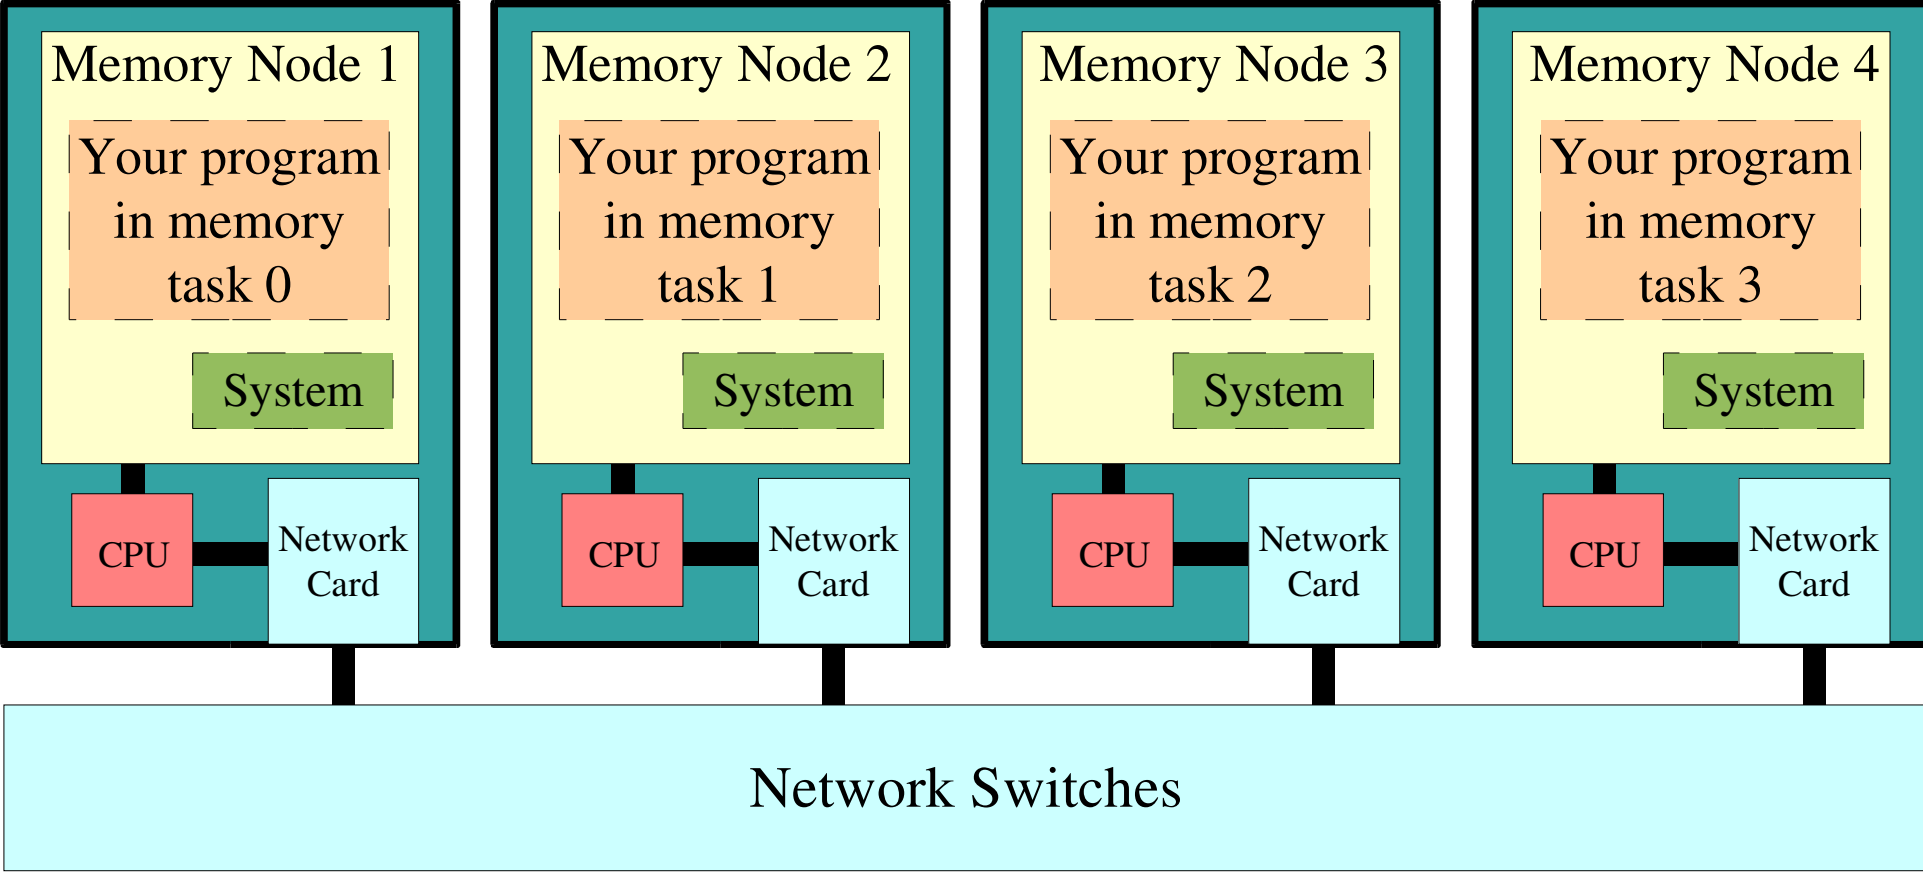 Memory Node 1
Your program
in memory
task 0
System
CPU
Network
Card
Memory Node 2
Your program
in memory
task 1
System
CPU
Network
Card
Memory Node 3
Your program
in memory
task 2
System
CPU
Network
Card
Memory Node 4
Your program
in memory
task 3
System
CPU
Network
Card
Network Switches